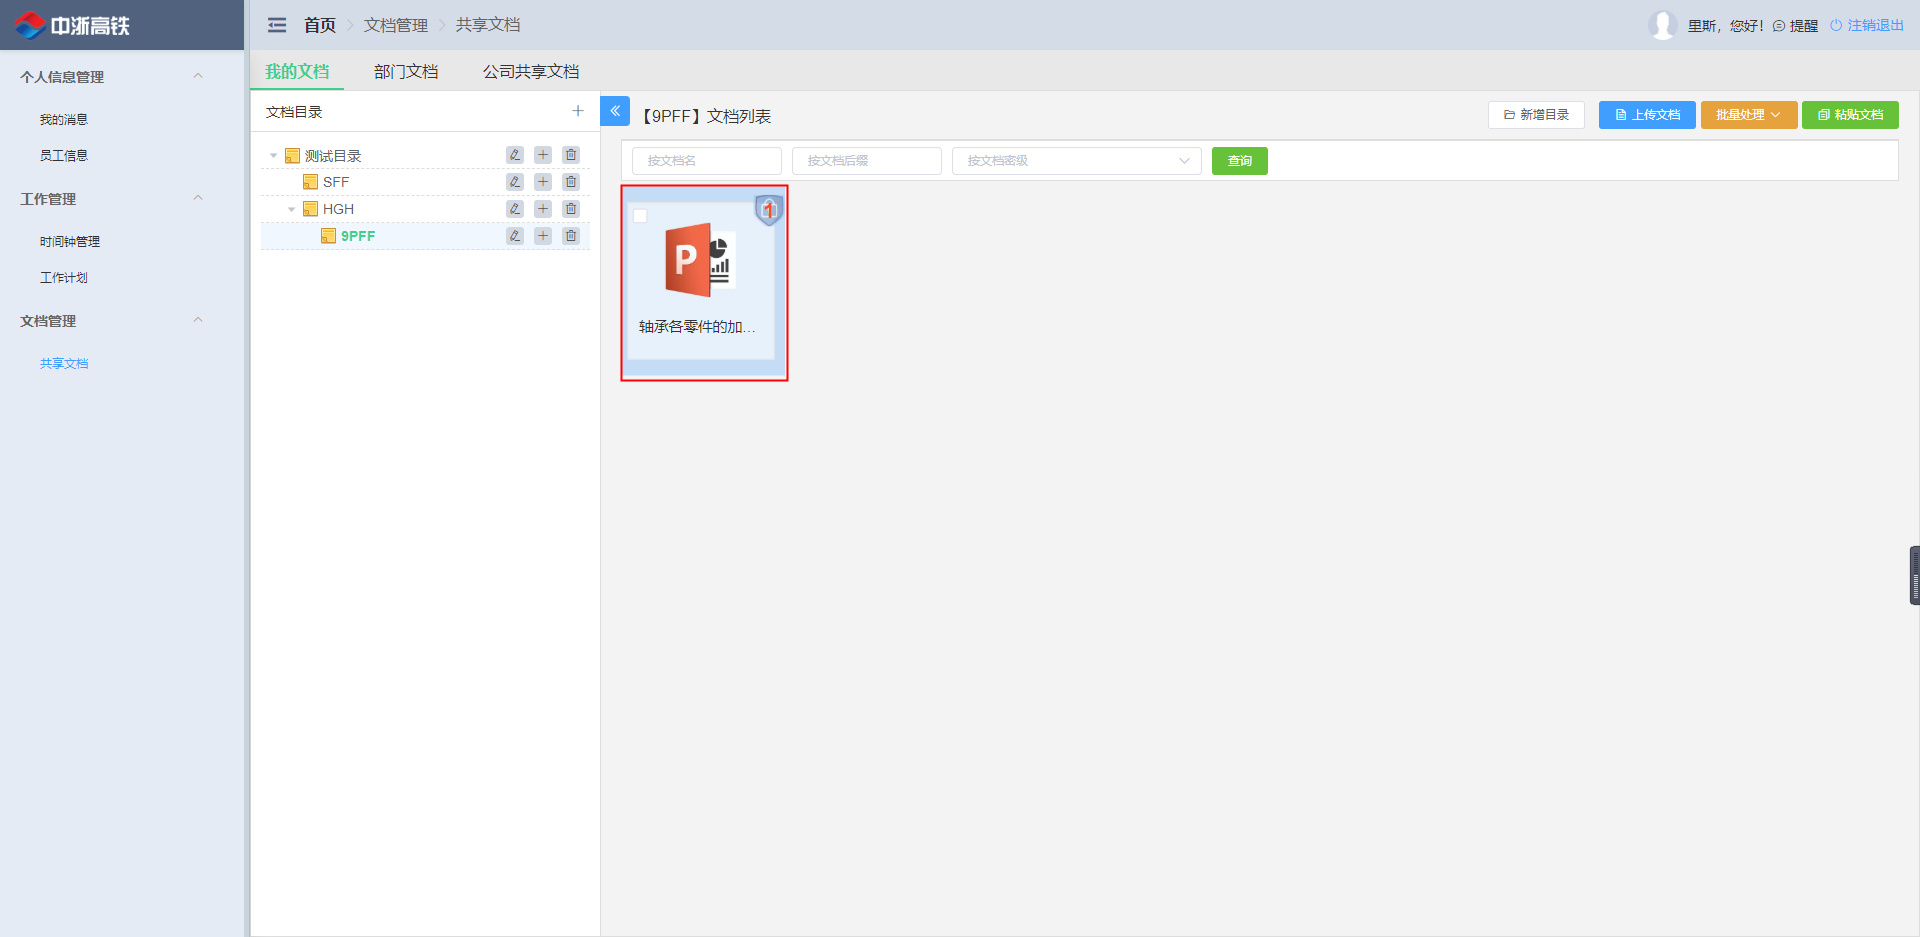 中浙高铁
首页 文档管理 共享文档
里斯，您好！ 提醒 注销退出
个人信息管理
我的消息
员工信息
工作管理
时间钟管理
工作计划
文档管理
共享文档
我的文档 部门文档 公司共享文档
文档目录
测试目录
SFF
HGH
9PFF
【9PFF】文档列表
新增目录 上传文档 批量处理 粘贴文档
按文档名 按文档后缀 按文档密级 查询
1
P
轴承各零件的加...